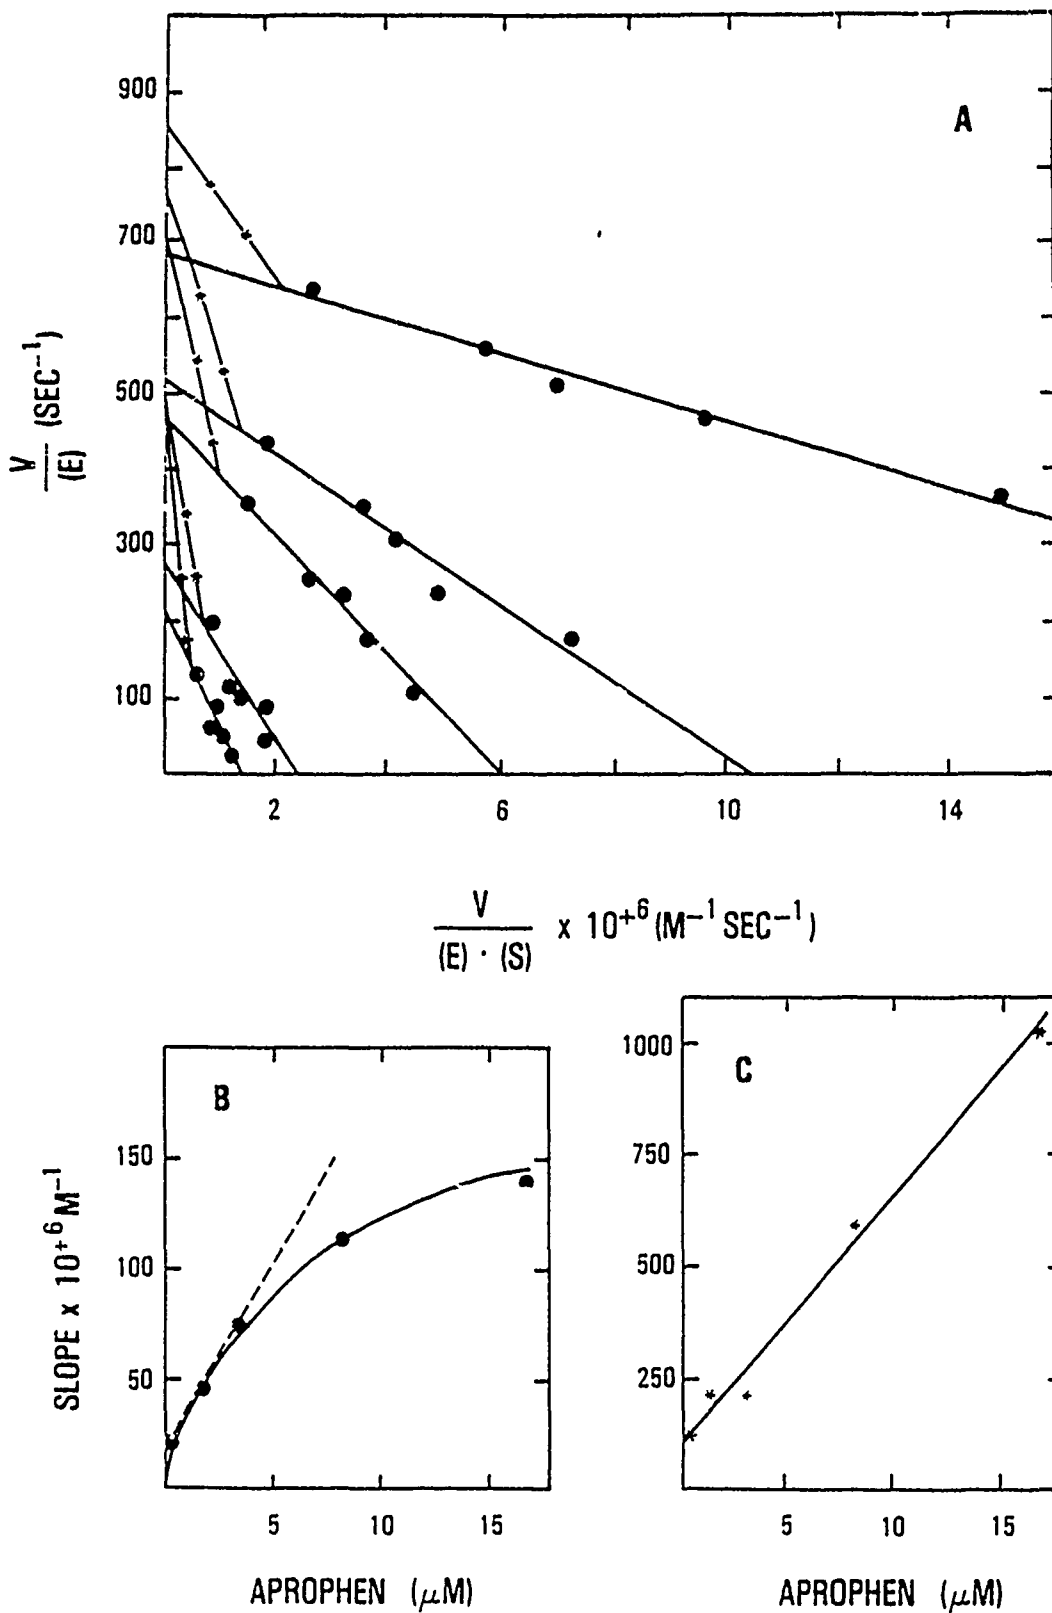 A
900
700
500
300
100
V
(E)
(SEC⁻¹)
2 6 10 14
V
(E) · (S)
x 10⁺⁶ (M⁻¹ SEC⁻¹)
B
150
100
50
SLOPE x 10⁺⁶ M⁻¹
5 10 15
APROPHEN (μM)
C
1000
750
500
250
5 10 15
APROPHEN (μM)